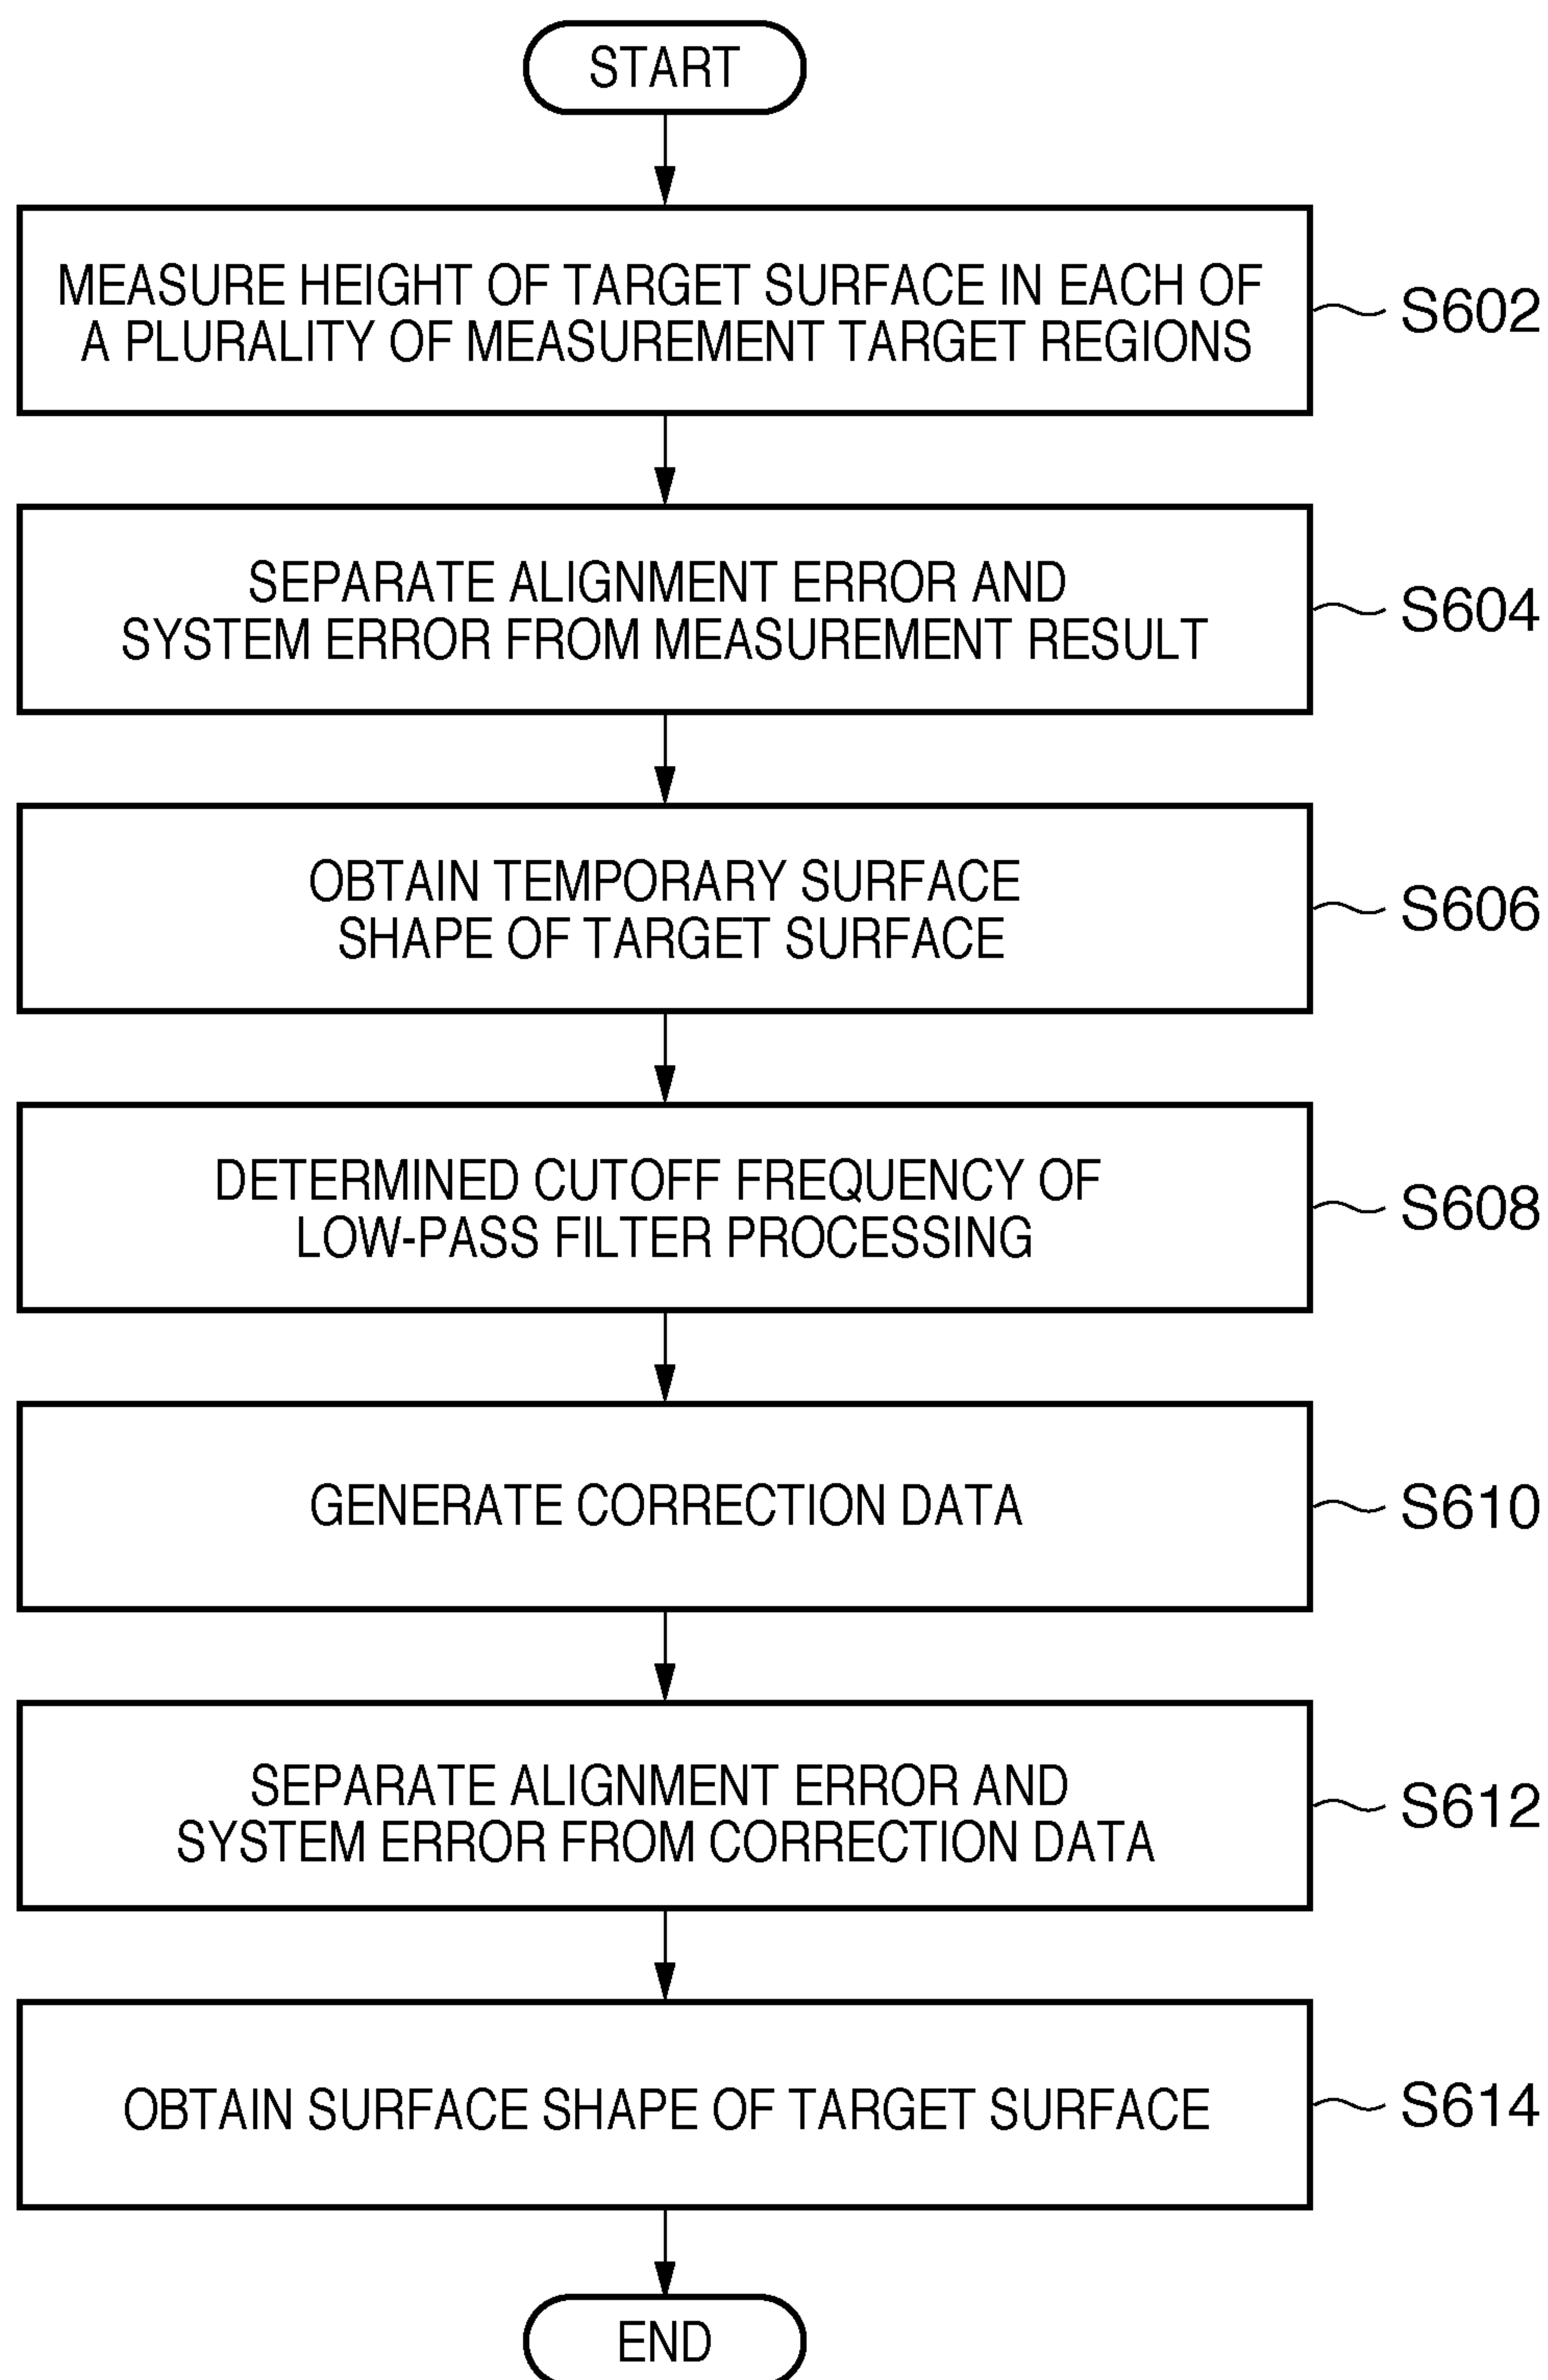 START
MEASURE HEIGHT OF TARGET SURFACE IN EACH OF
A PLURALITY OF MEASUREMENT TARGET REGIONS
S602
SEPARATE ALIGNMENT ERROR AND
SYSTEM ERROR FROM MEASUREMENT RESULT
S604
OBTAIN TEMPORARY SURFACE
SHAPE OF TARGET SURFACE
S606
DETERMINED CUTOFF FREQUENCY OF
LOW-PASS FILTER PROCESSING
S608
GENERATE CORRECTION DATA
S610
SEPARATE ALIGNMENT ERROR AND
SYSTEM ERROR FROM CORRECTION DATA
S612
OBTAIN SURFACE SHAPE OF TARGET SURFACE
S614
END